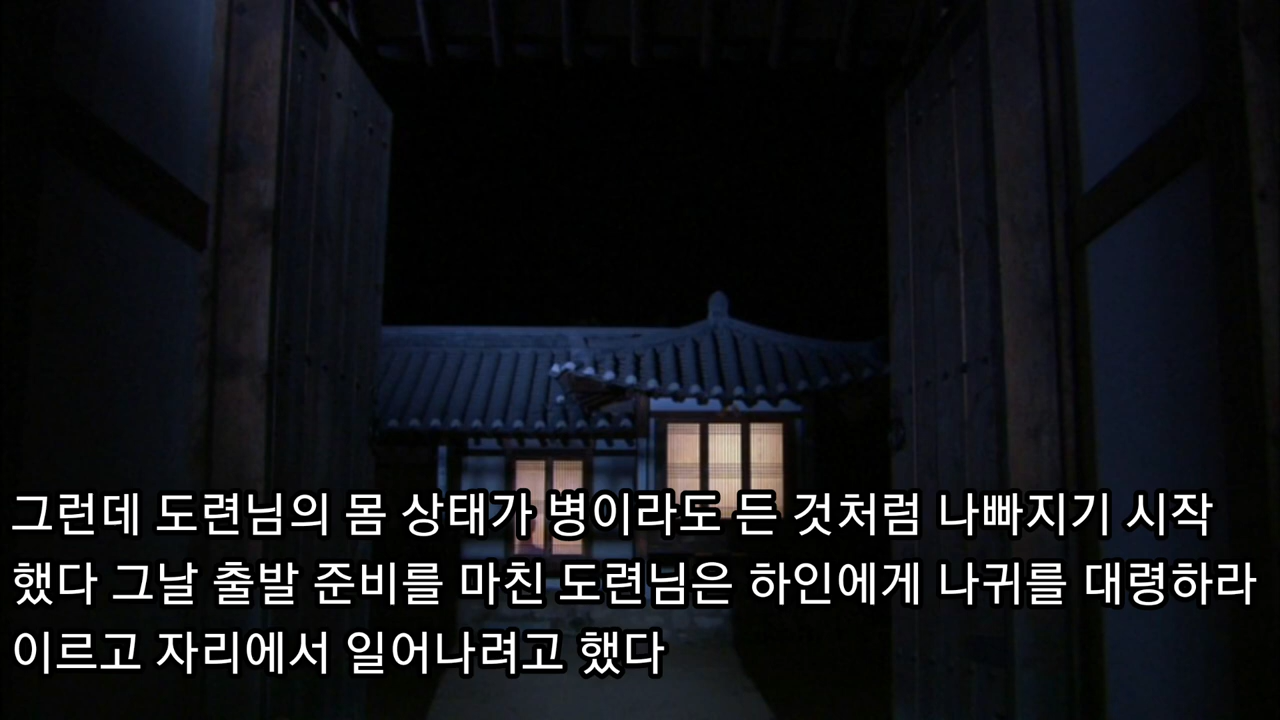 그런데 도련님의 몸 상태가 병이라도 든 것처럼 나빠지기 시작
했다 그날 출발 준비를 마친 도련님은 하인에게 나귀를 대령하라
이르고 자리에서 일어나려고 했다